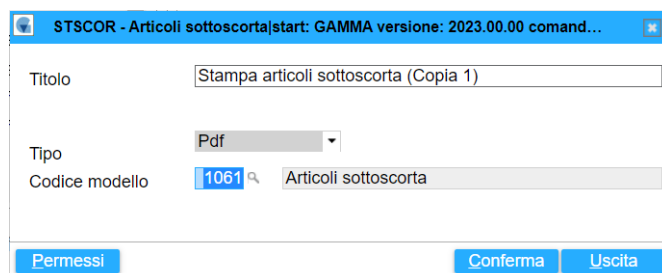 STSCOR - Articoli sottoscorta|start: GAMMA versione: 2023.00.00 comand…
Titolo Stampa articoli sottoscorta (Copia 1)
Tipo Pdf
Codice modello 1061 Articoli sottoscorta
Permessi Conferma Uscita